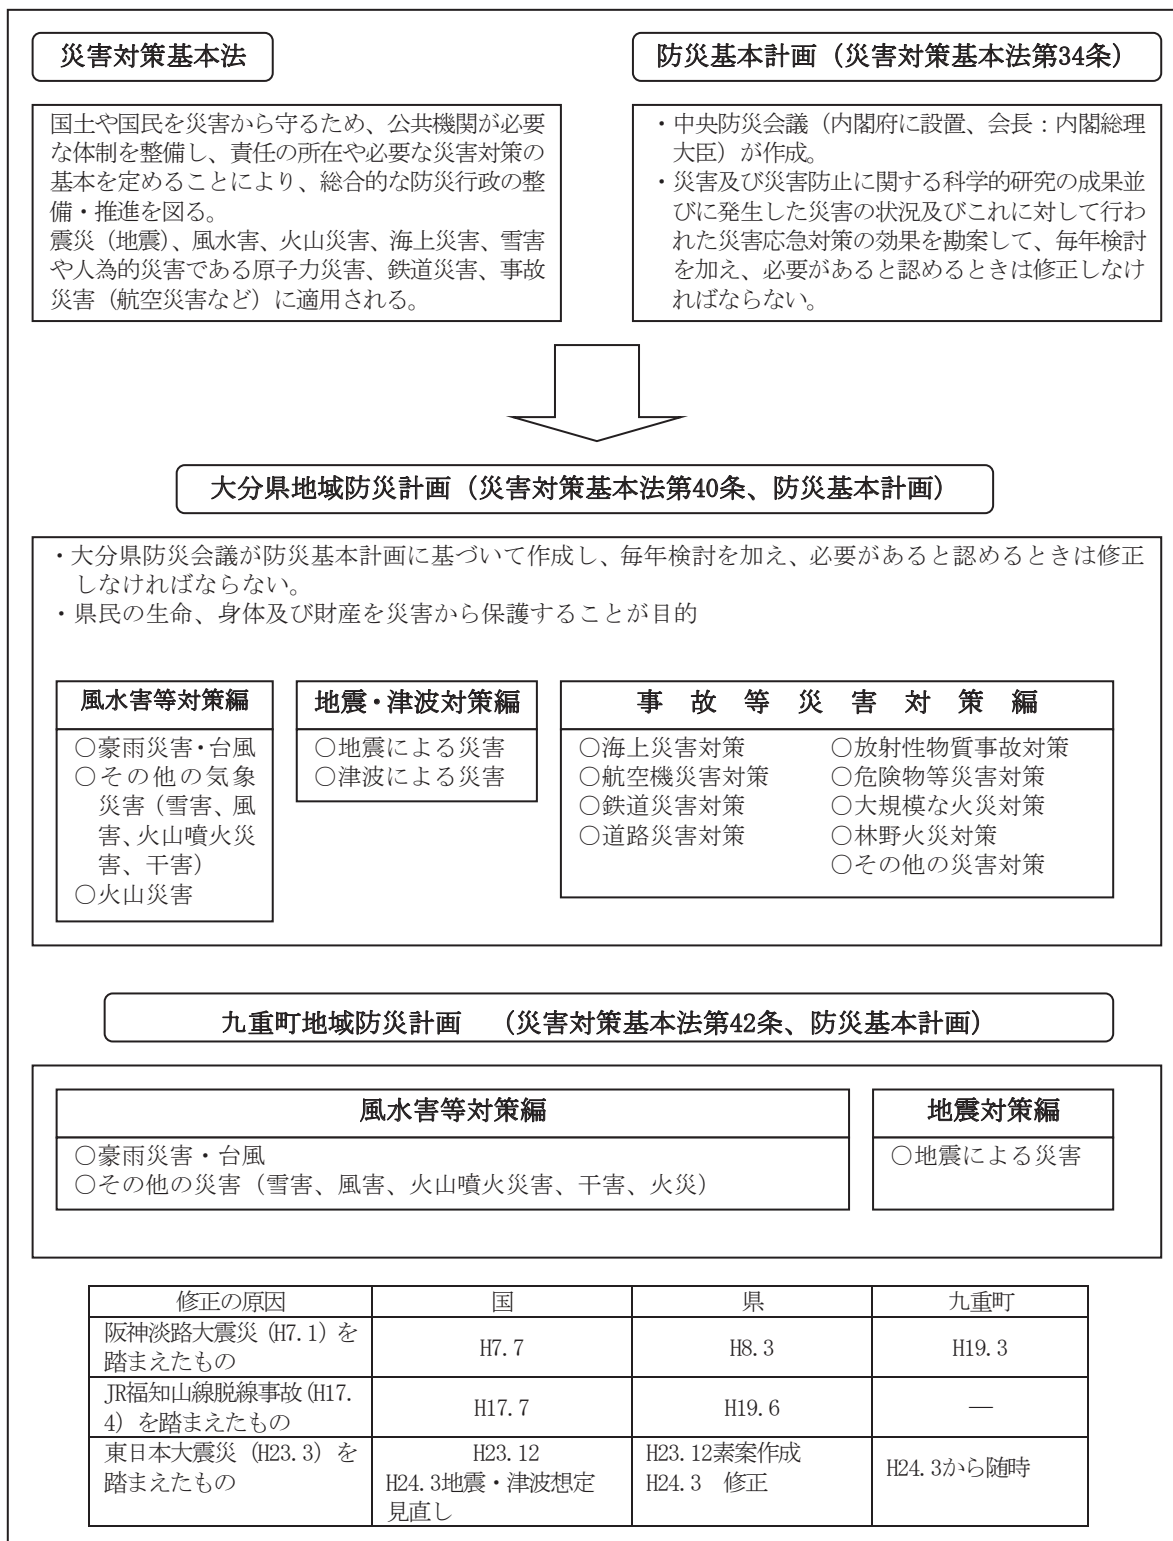 災害対策基本法
国土や国民を災害から守るため、公共機関が必要
な体制を整備し、責任の所在や必要な災害対策の
基本を定めることにより、総合的な防災行政の整
備・推進を図る。
震災（地震）、風水害、火山災害、海上災害、雪害
や人為的災害である原子力災害、鉄道災害、事故
災害（航空災害など）に適用される。
防災基本計画（災害対策基本法第34条）
・中央防災会議（内閣府に設置、会長：内閣総理
大臣）が作成。
・災害及び災害防止に関する科学的研究の成果並
びに発生した災害の状況及びこれに対して行わ
れた災害応急対策の効果を勘案して、毎年検討
を加え、必要があると認めるときは修正しなけ
ればならない。
大分県地域防災計画（災害対策基本法第40条、防災基本計画）
・大分県防災会議が防災基本計画に基づいて作成し、毎年検討を加え、必要があると認めるときは修正
しなければならない。
・県民の生命、身体及び財産を災害から保護することが目的
風水害等対策編
○豪雨災害・台風
○その他の気象
災害（雪害、風
害、火山噴火災
害、干害）
○火山災害
地震・津波対策編
○地震による災害
○津波による災害
事故等災害対策編
○海上災害対策
○航空機災害対策
○鉄道災害対策
○道路災害対策
○放射性物質事故対策
○危険物等災害対策
○大規模な火災対策
○林野火災対策
○その他の災害対策
九重町地域防災計画　（災害対策基本法第42条、防災基本計画）
風水害等対策編
○豪雨災害・台風
○その他の災害（雪害、風害、火山噴火災害、干害、火災）
地震対策編
○地震による災害
修正の原因 国 県 九重町
阪神淡路大震災（H7.1）を
踏まえたもの H7.7 H8.3 H19.3
JR福知山線脱線事故（H17.
4）を踏まえたもの H17.7 H19.6 ―
東日本大震災（H23.3）を
踏まえたもの
H23.12
H24.3地震・津波想定
見直し
H23.12素案作成
H24.3　修正
H24.3から随時